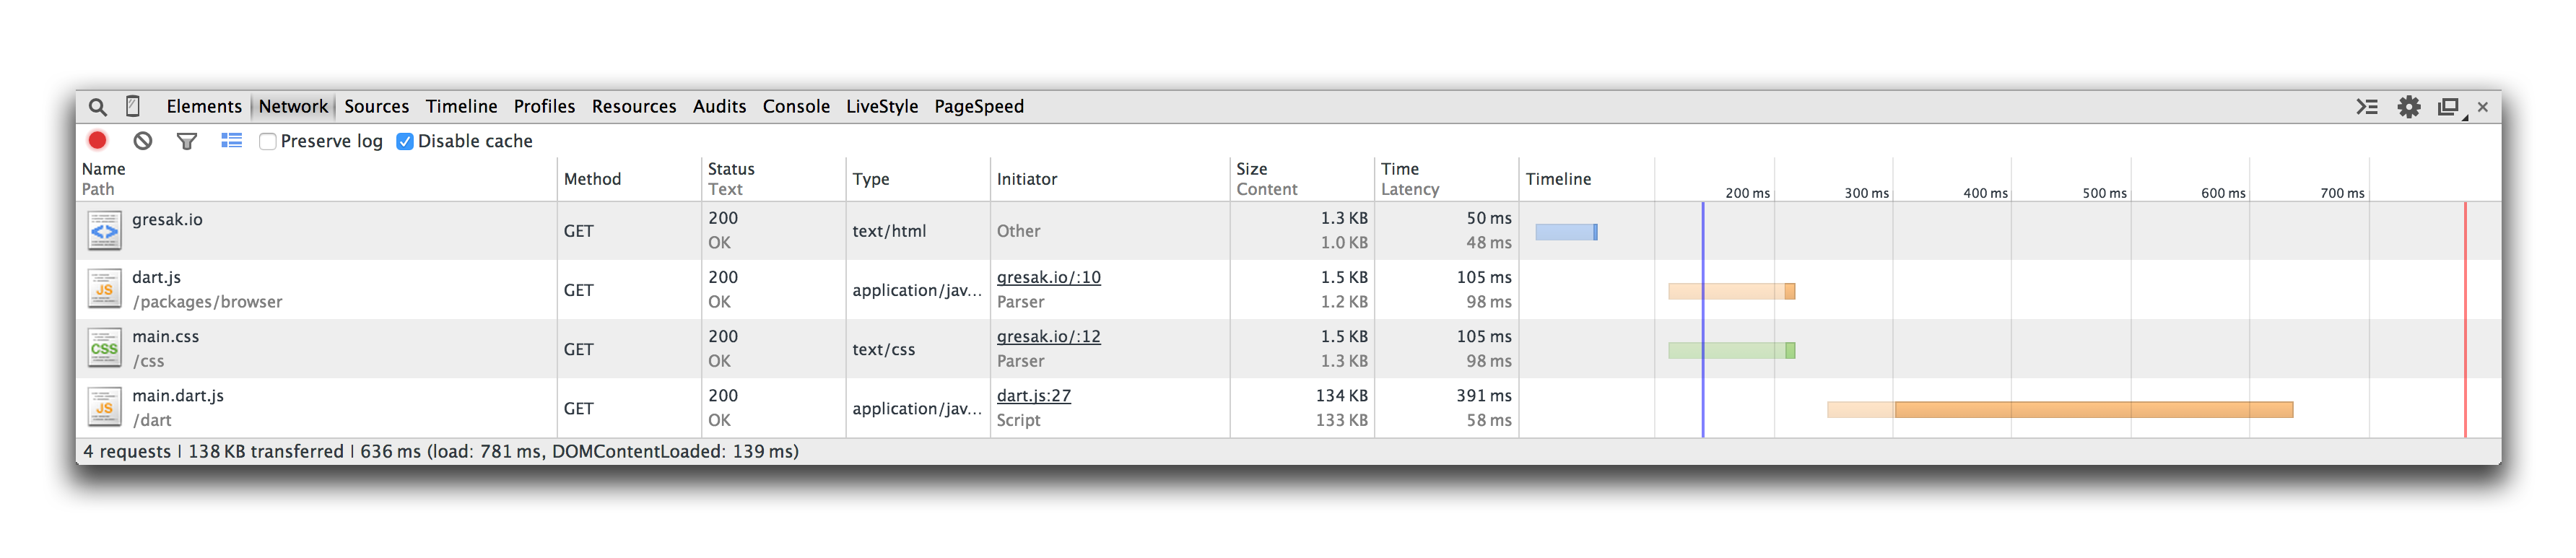 Elements Network Sources Timeline Profiles Resources Audits Console LiveStyle PageSpeed
Preserve log Disable cache
Name Path Method Status Text Type Initiator Size Content Time Latency Timeline 200 ms 300 ms 400 ms 500 ms 600 ms 700 ms
gresak.io GET 200 OK text/html Other 1.3 KB 1.0 KB 50 ms 48 ms
dart.js /packages/browser GET 200 OK application/jav... gresak.io/:10 Parser 1.5 KB 1.2 KB 105 ms 98 ms
main.css /css GET 200 OK text/css gresak.io/:12 Parser 1.5 KB 1.3 KB 105 ms 98 ms
main.dart.js /dart GET 200 OK application/jav... dart.js:27 Script 134 KB 133 KB 391 ms 58 ms
4 requests | 138 KB transferred | 636 ms (load: 781 ms, DOMContentLoaded: 139 ms)